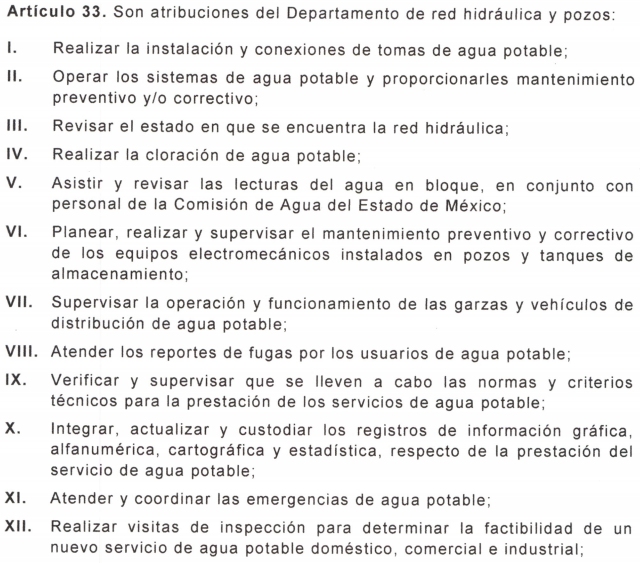 Artículo 33. Son atribuciones del Departamento de red hidráulica y pozos:
I. Realizar la instalación y conexiones de tomas de agua potable;
II. Operar los sistemas de agua potable y proporcionarles mantenimiento
preventivo y/o correctivo;
III. Revisar el estado en que se encuentra la red hidráulica;
IV. Realizar la cloración de agua potable;
V. Asistir y revisar las lecturas del agua en bloque, en conjunto con
personal de la Comisión de Agua del Estado de México;
VI. Planear, realizar y supervisar el mantenimiento preventivo y correctivo
de los equipos electromecánicos instalados en pozos y tanques de
almacenamiento;
VII. Supervisar la operación y funcionamiento de las garzas y vehículos de
distribución de agua potable;
VIII. Atender los reportes de fugas por los usuarios de agua potable;
IX. Verificar y supervisar que se lleven a cabo las normas y criterios
técnicos para la prestación de los servicios de agua potable;
X. Integrar, actualizar y custodiar los registros de información gráfica,
alfanumérica, cartográfica y estadística, respecto de la prestación del
servicio de agua potable;
XI. Atender y coordinar las emergencias de agua potable;
XII. Realizar visitas de inspección para determinar la factibilidad de un
nuevo servicio de agua potable doméstico, comercial e industrial;